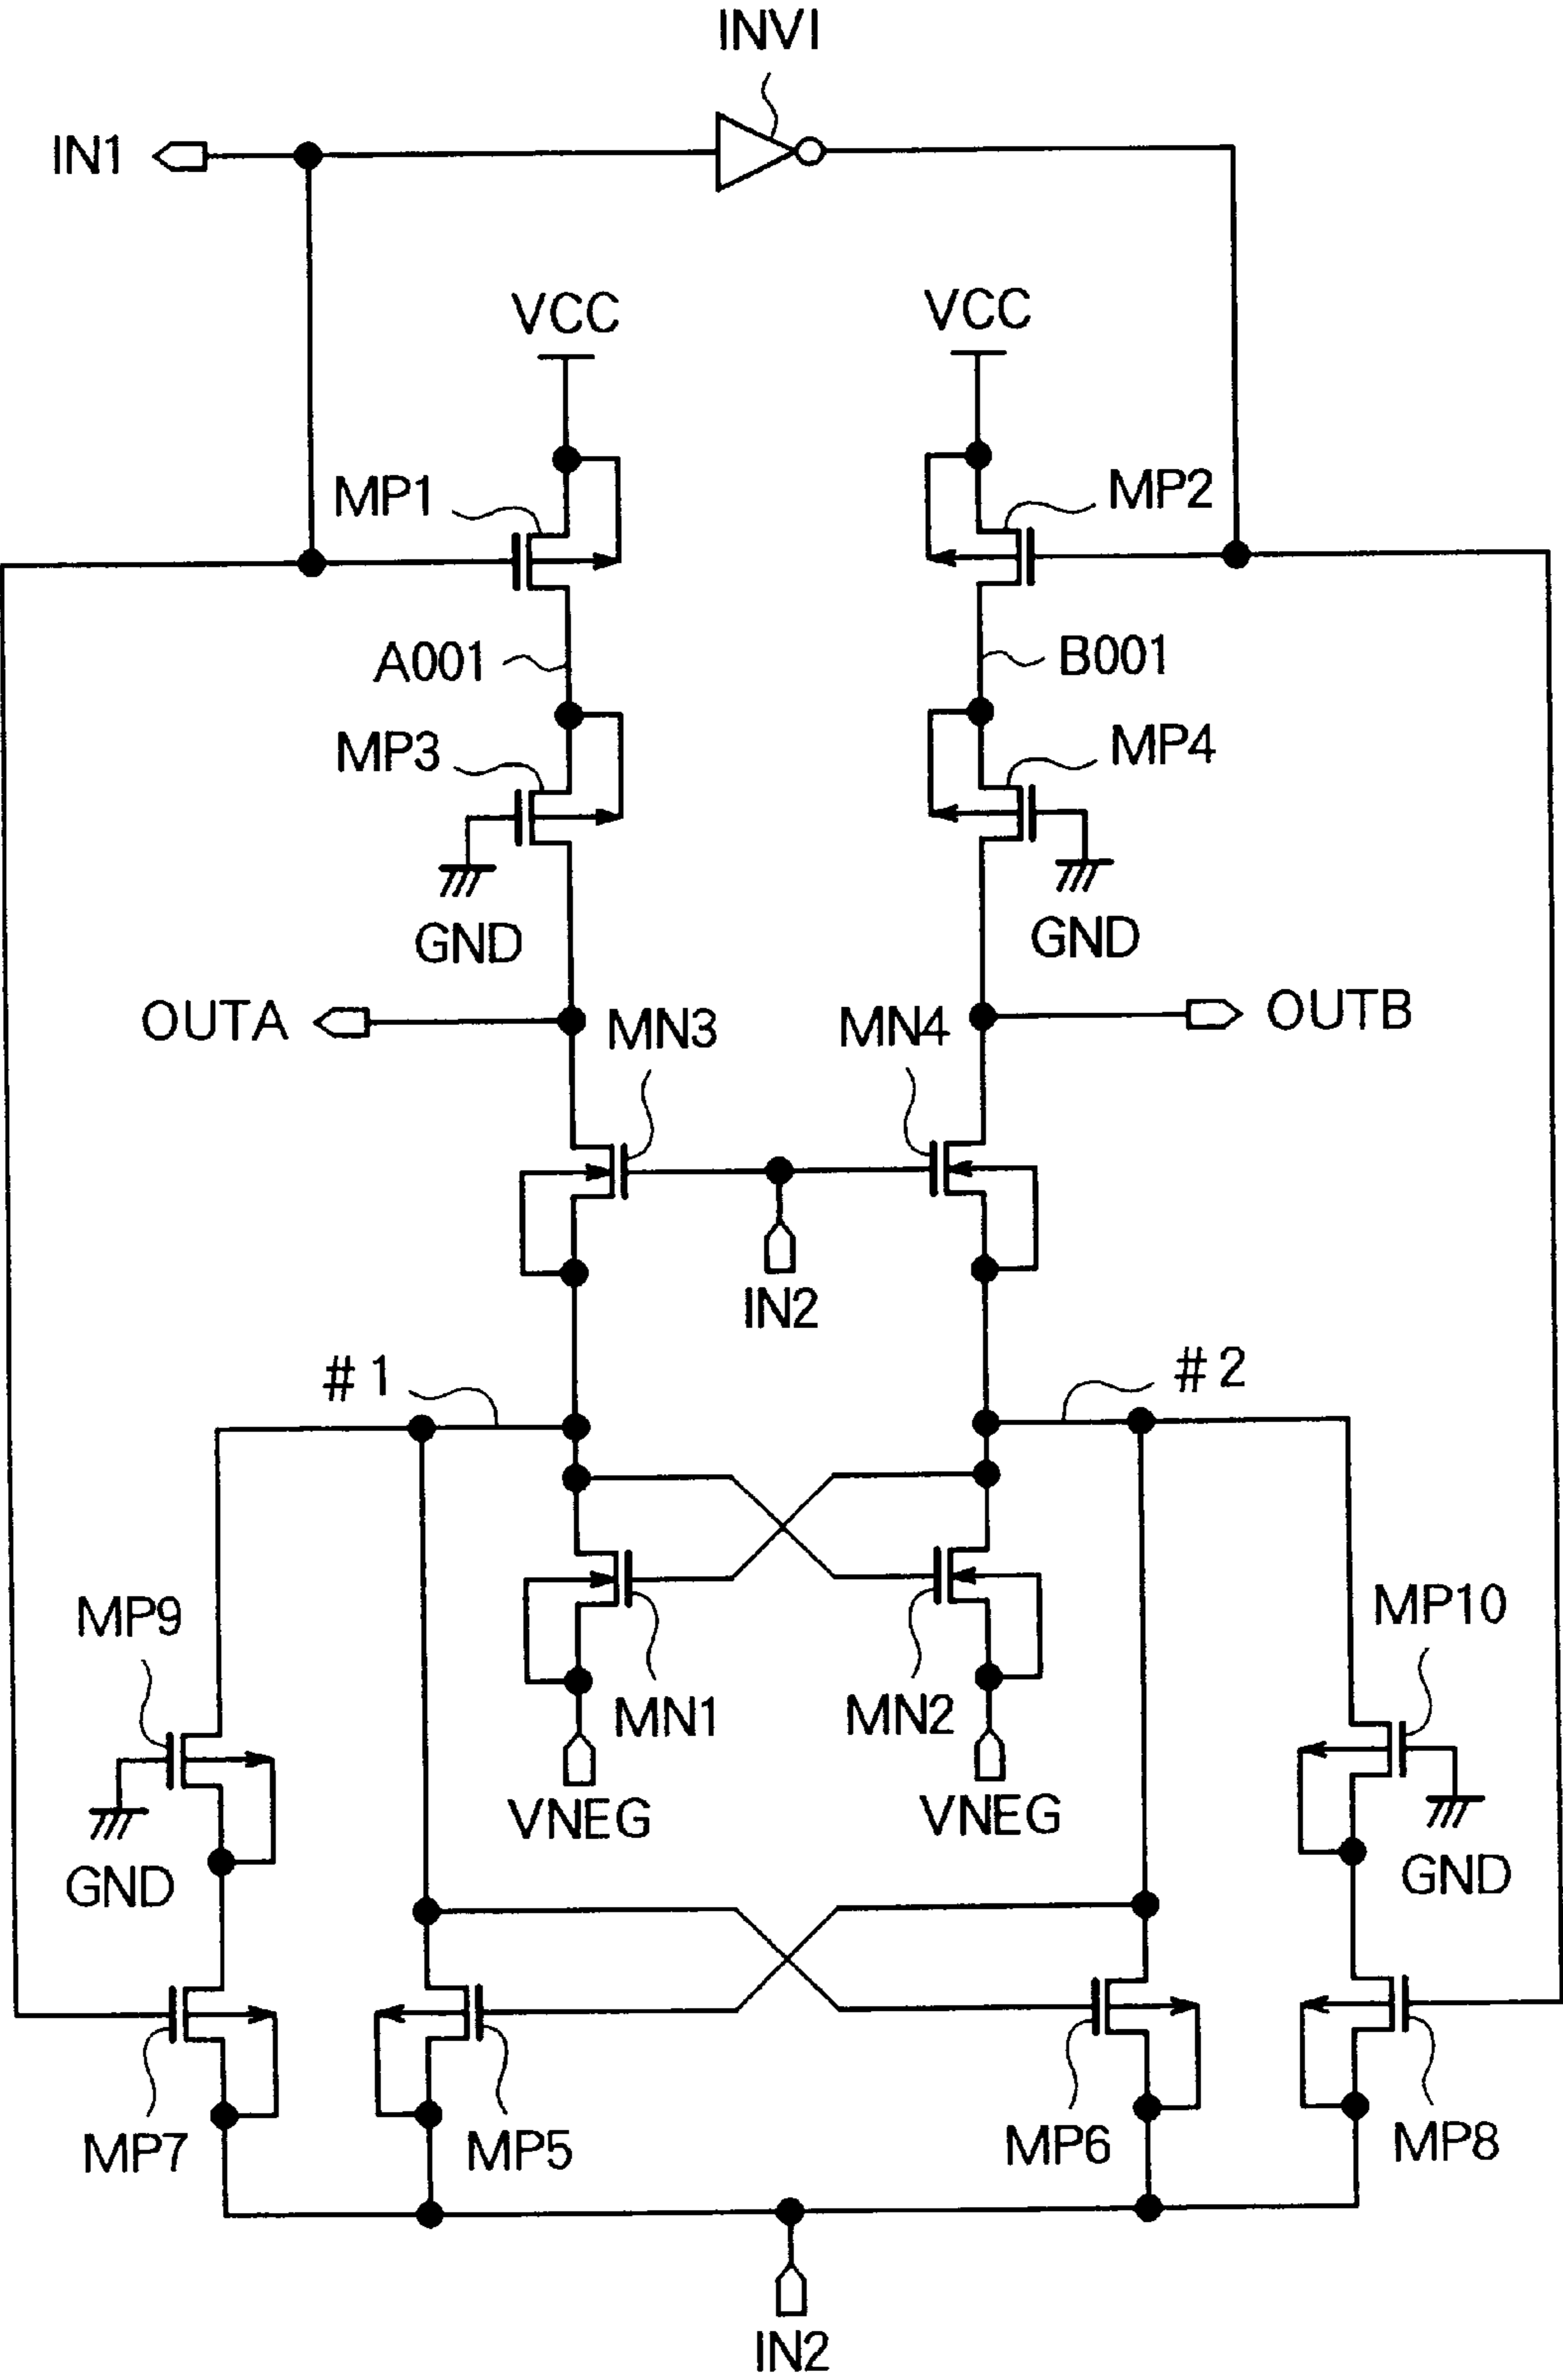 INVI
IN1
VCC
VCC
MP1
MP2
A001
B001
MP3
MP4
GND
GND
OUTA
MN3
MN4
OUTB
IN2
#1
#2
MP9
MP10
MN1
MN2
VNEG
VNEG
GND
GND
MP7
MP5
MP6
MP8
IN2